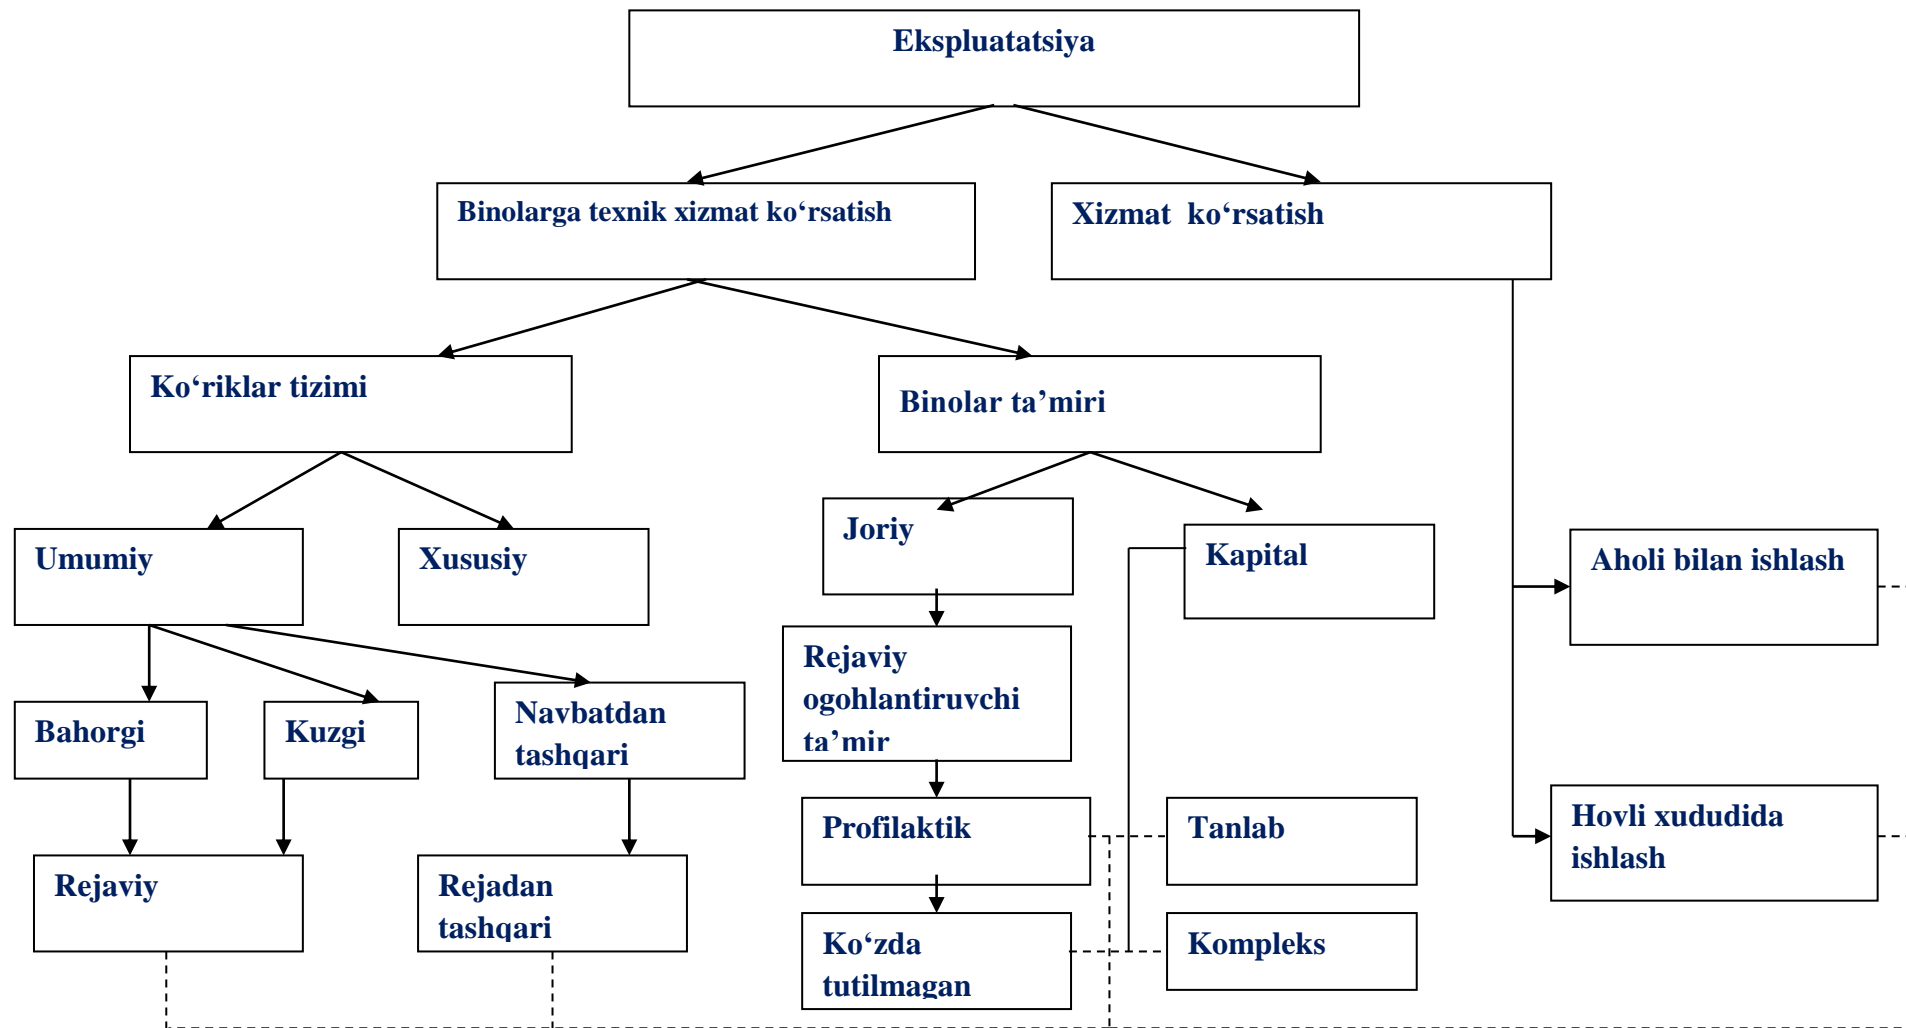 Ekspluatatsiya
Binolarga texnik xizmat ko‘rsatish
Xizmat ko‘rsatish
Ko‘riklar tizimi
Binolar ta’miri
Umumiy
Xususiy
Joriy
Kapital
Aholi bilan ishlash
Rejaviy
ogohlantiruvchi
ta’mir
Bahorgi
Kuzgi
Navbatdan
tashqari
Profilaktik
Tanlab
Hovli xududida
ishlash
Rejaviy
Rejadan
tashqari
Ko‘zda
tutilmagan
Kompleks